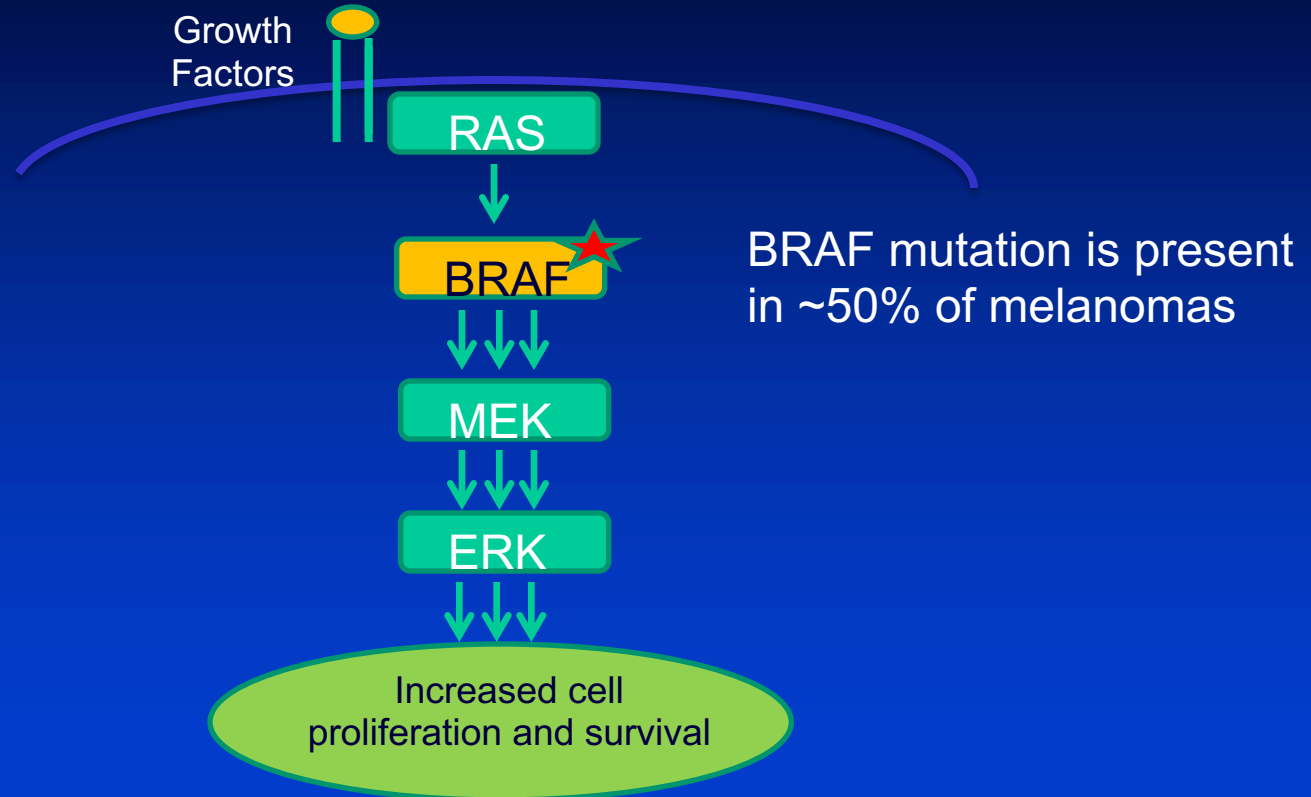 Growth
Factors
RAS
BRAF
BRAF mutation is present
in ~50% of melanomas
MEK
ERK
Increased cell
proliferation and survival